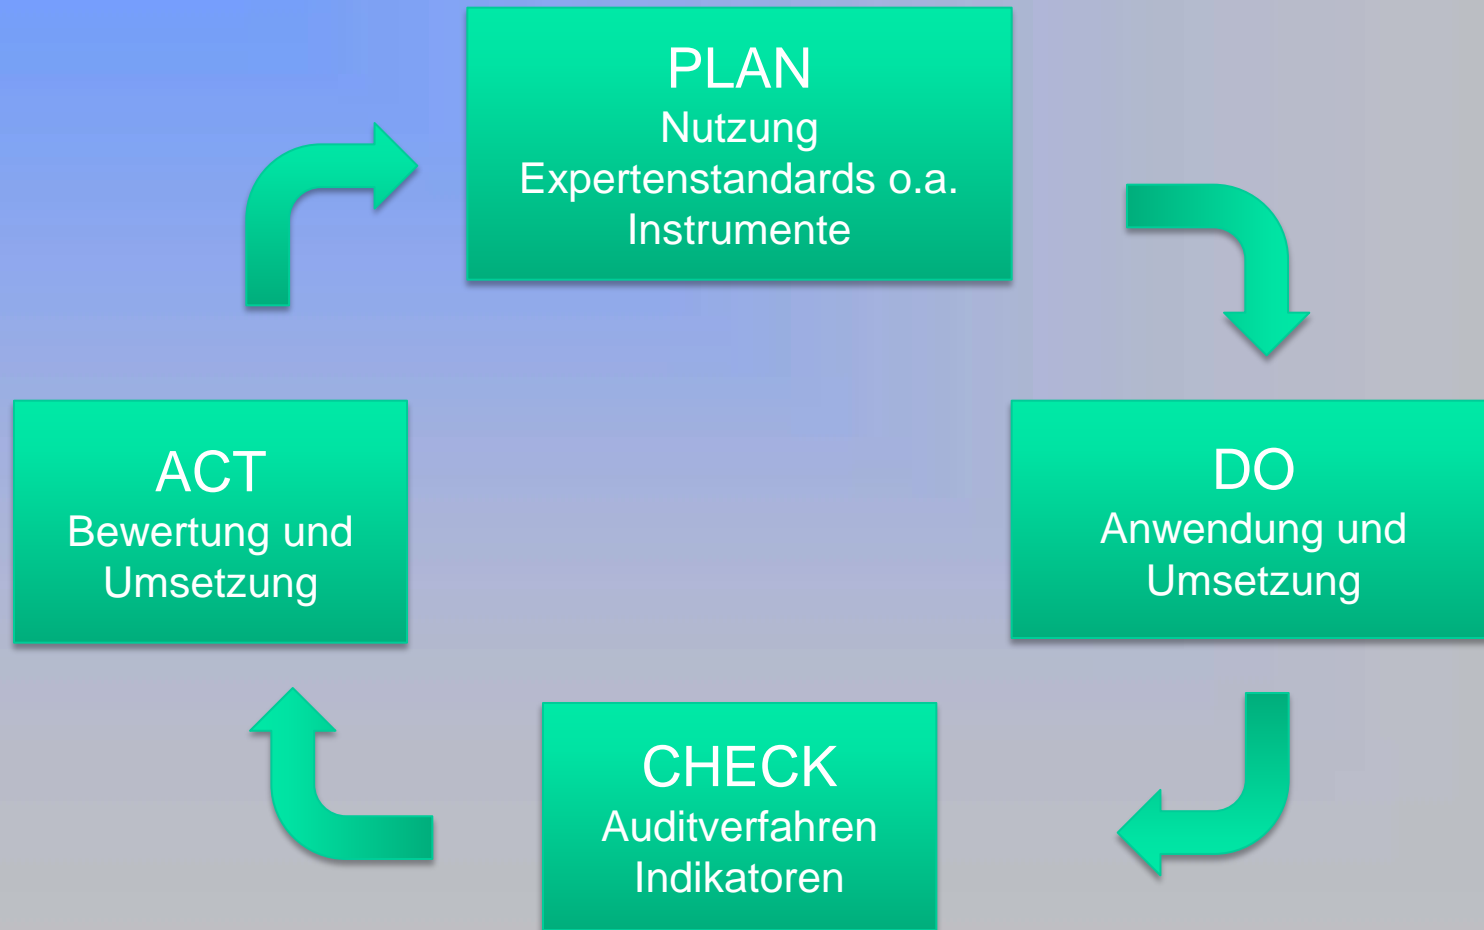 PLAN
Nutzung
Expertenstandards o.a.
Instrumente
DO
Anwendung und
Umsetzung
CHECK
Auditverfahren
Indikatoren
ACT
Bewertung und
Umsetzung